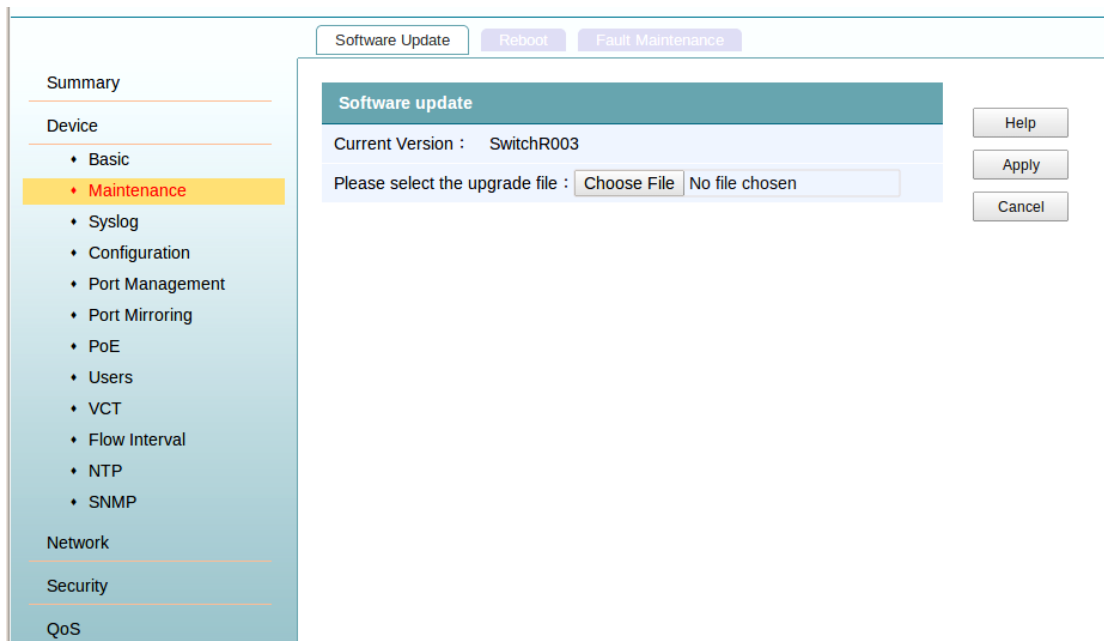 Software Update Reboot Fault Maintenance
Summary
Device
Basic
Maintenance
Syslog
Configuration
Port Management
Port Mirroring
PoE
Users
VCT
Flow Interval
NTP
SNMP
Network
Security
QoS
Software update
Current Version： SwitchR003
Please select the upgrade file： Choose File No file chosen
Help
Apply
Cancel